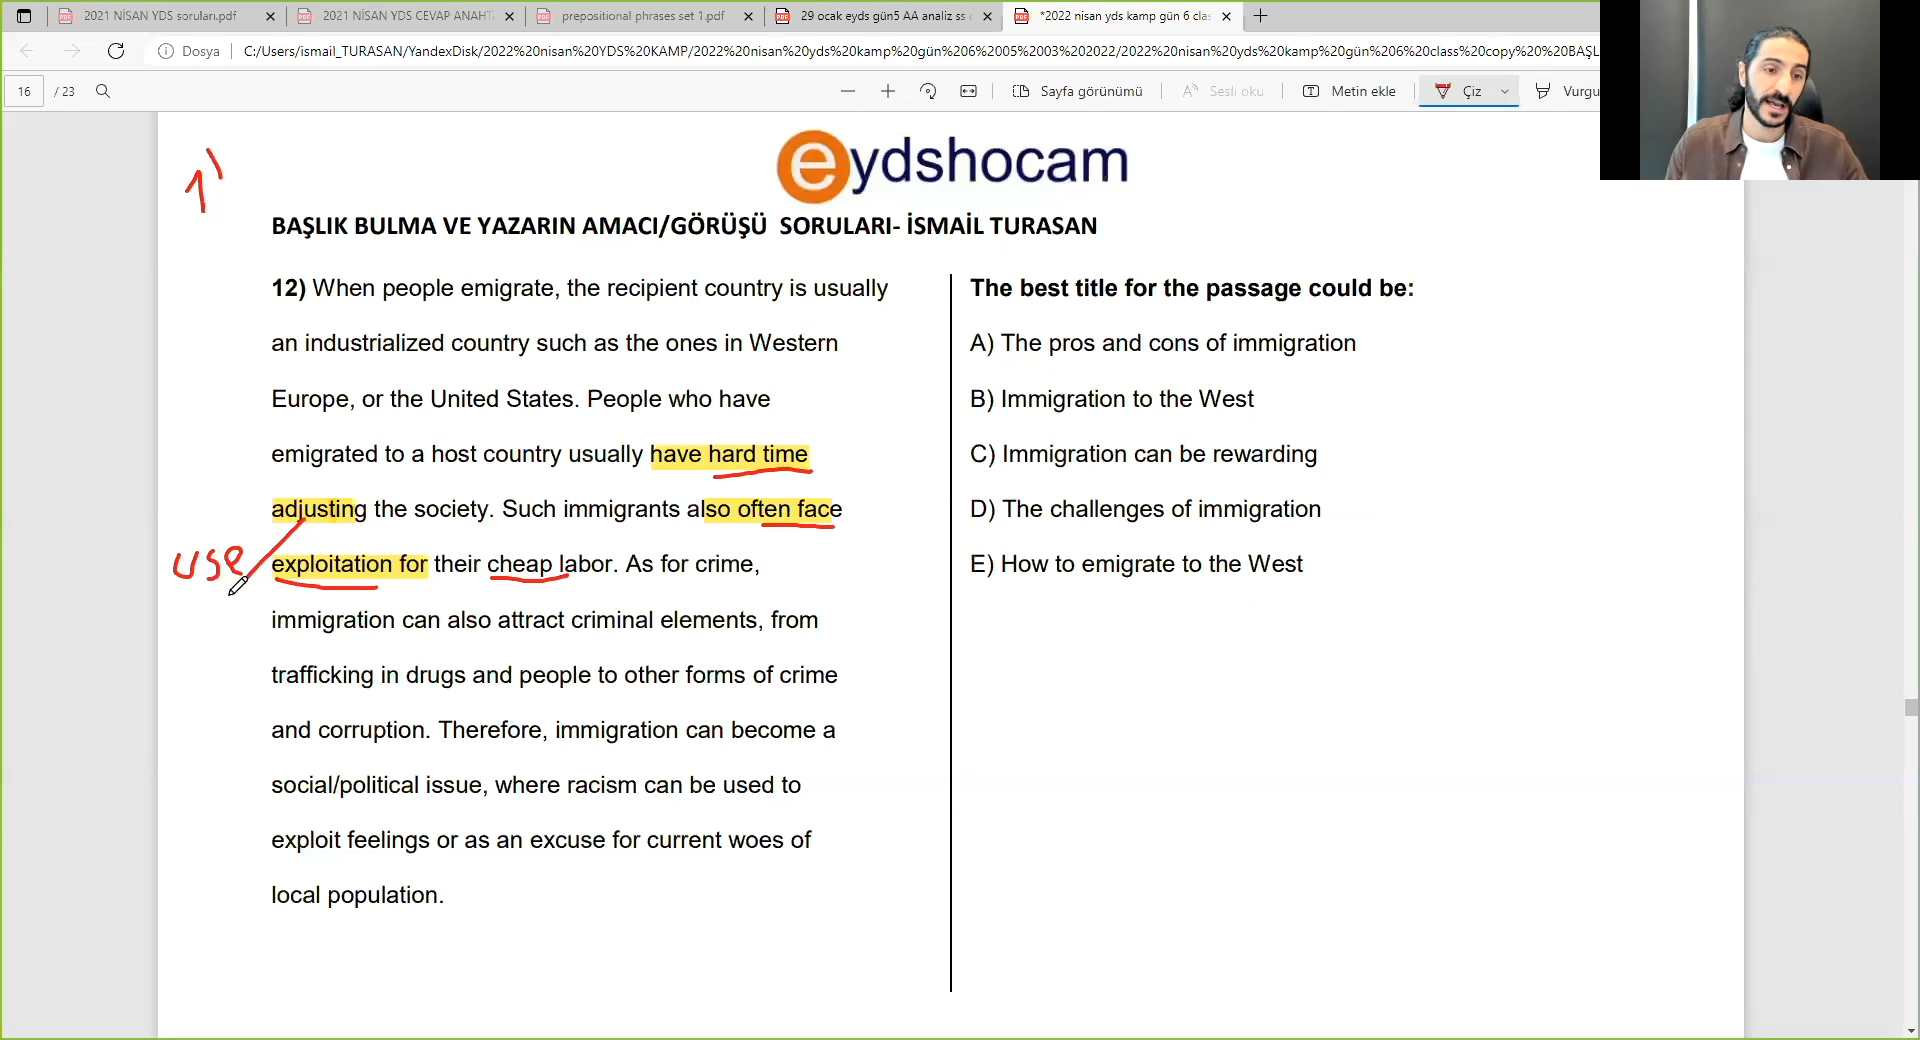 2021 NİSAN YDS soruları.pdf
2021 NİSAN YDS CEVAP ANAHT
prepositional phrases set 1.pdf
29 ocak eyds gün5 AA analiz ss c
*2022 nisan yds kamp gün 6 clas
Dosya
C:/Users/ismail_TURASAN/YandexDisk/2022%20nisan%20YDS%20KAMP/2022%20nisan%20yds%20kamp%20gün%206%2005%2003%202022/2022%20nisan%20yds%20kamp%20gün%206%20class%20copy%20%20BAŞL
16 / 23
Sayfa görünümü
Sesli oku
Metin ekle
Çiz
Vurgu
eydshocam
1'
BAŞLIK BULMA VE YAZARIN AMACI/GÖRÜŞÜ SORULARI- İSMAİL TURASAN
12) When people emigrate, the recipient country is usually
an industrialized country such as the ones in Western
Europe, or the United States. People who have
emigrated to a host country usually have hard time
adjusting the society. Such immigrants also often face
use
exploitation for their cheap labor. As for crime,
immigration can also attract criminal elements, from
trafficking in drugs and people to other forms of crime
and corruption. Therefore, immigration can become a
social/political issue, where racism can be used to
exploit feelings or as an excuse for current woes of
local population.
The best title for the passage could be:
A) The pros and cons of immigration
B) Immigration to the West
C) Immigration can be rewarding
D) The challenges of immigration
E) How to emigrate to the West